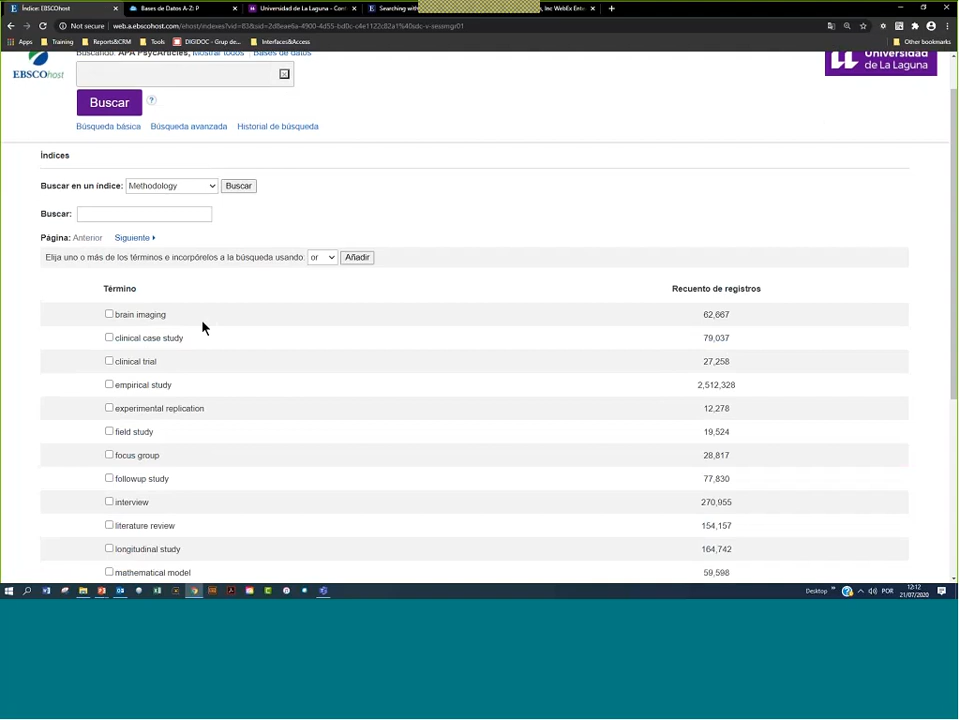 Índice: EBSCOhost
Bases de Datos A-Z: P
Universidad de La Laguna - Cont
Searching with
, Inc WebEx Enter
Not secure
web.a.ebscohost.com/ehost/indexes?vid=83&sid=2d8eae6a-4900-4d55-bd0c-c4e1122c82a1%40sdc-v-sessmgr01
Apps
Training
Reports&CRM
Tools
DIGIDOC - Grup de...
Interfaces&Access
Other bookmarks
Buscando: APA PsycArticles, Mostrar todos
Bases de datos
EBSCOhost
Universidad
de La Laguna
Buscar
?
Búsqueda básica
Búsqueda avanzada
Historial de búsqueda
Índices
Buscar en un índice: Methodology Buscar
Buscar:
Página: Anterior Siguiente
Elija uno o más de los términos e incorpórelos a la búsqueda usando: or Añadir
Término Recuento de registros
brain imaging 62,667
clinical case study 79,037
clinical trial 27,258
empirical study 2,512,328
experimental replication 12,278
field study 19,524
focus group 28,817
followup study 77,830
interview 270,955
literature review 154,157
longitudinal study 164,742
mathematical model 59,598
Desktop
POR
12:12
21/07/2020